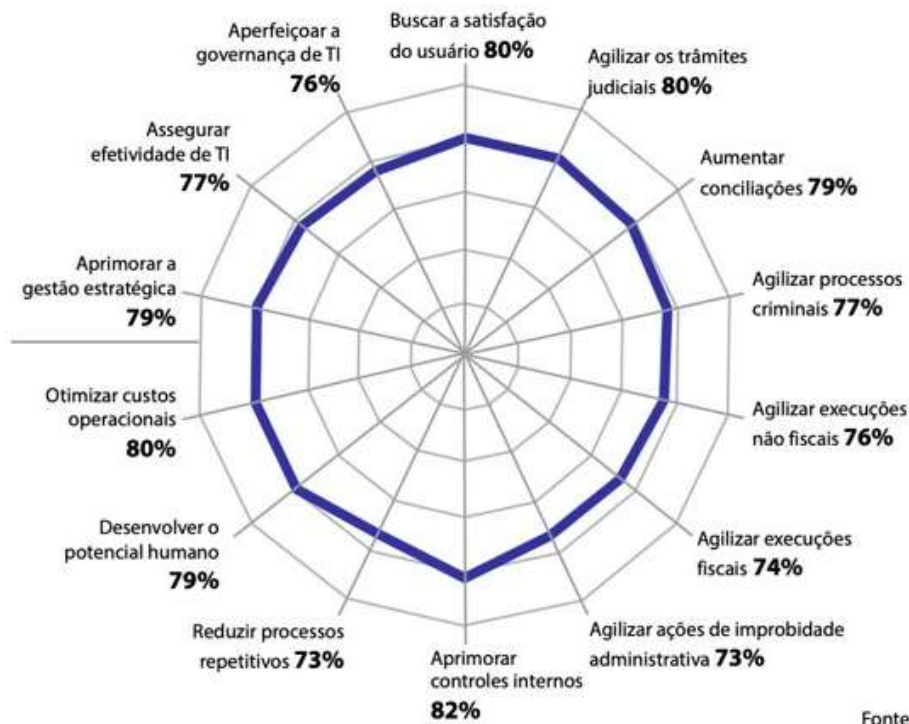 Buscar a satisfação
do usuário 80%
Agilizar os trâmites
judiciais 80%
Aumentar
conciliações 79%
Agilizar processos
criminais 77%
Agilizar execuções
não fiscais 76%
Agilizar execuções
fiscais 74%
Agilizar ações de improbidade
administrativa 73%
Aprimorar
controles internos
82%
Reduzir processos
repetitivos 73%
Desenvolver o
potencial humano
79%
Otimizar custos
operacionais
80%
Aprimorar a
gestão estratégica
79%
Assegurar
efetividade de TI
77%
Aperfeiçoar a
governança de TI
76%
Fonte